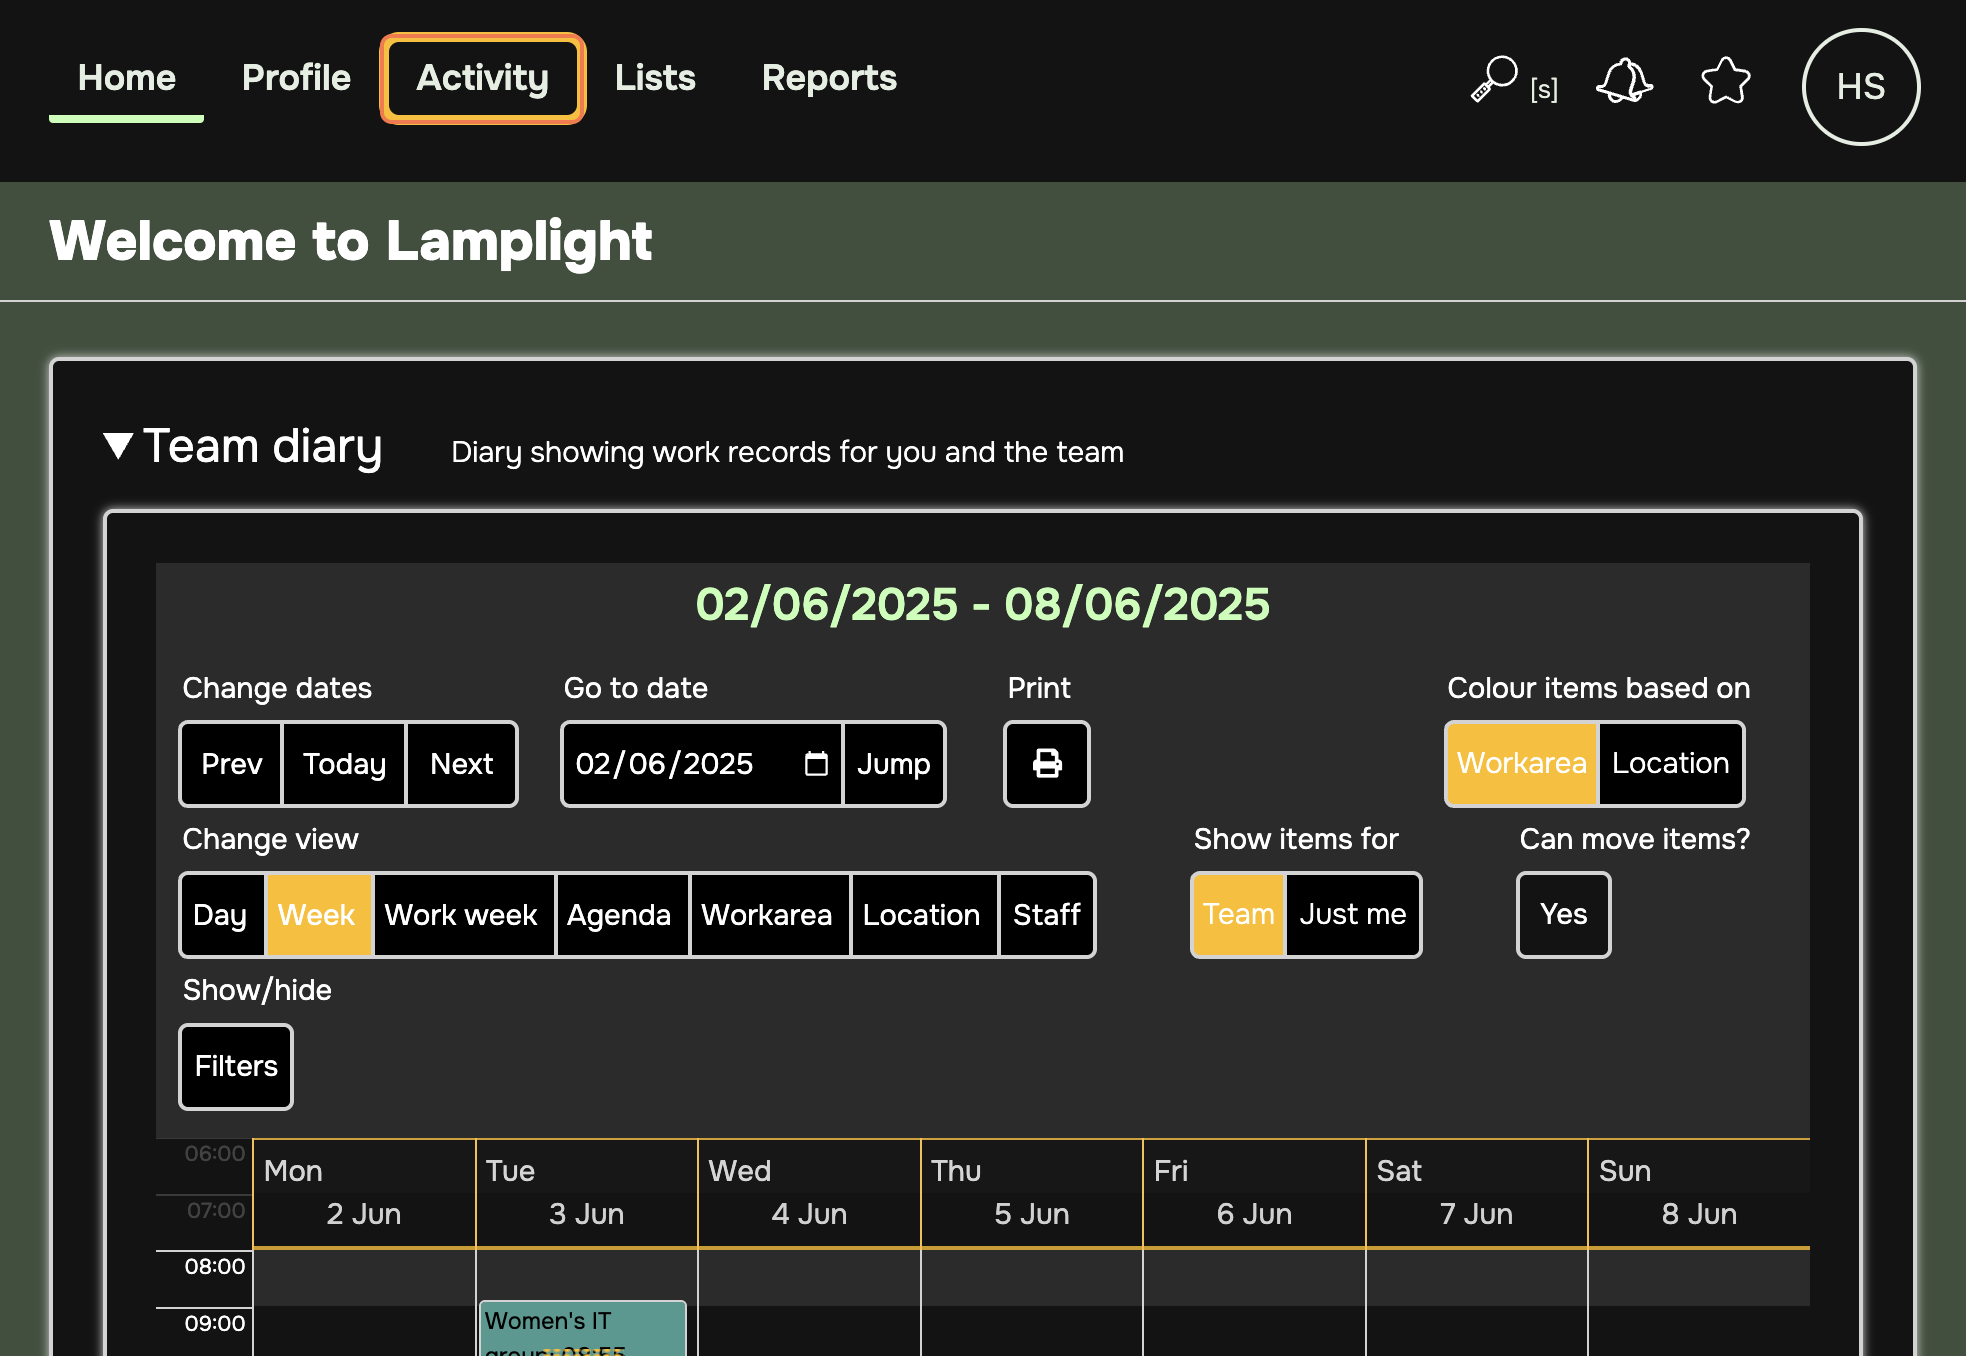 Home Profile Activity Lists Reports [s] HS
Welcome to Lamplight
Team diary Diary showing work records for you and the team
02/06/2025 - 08/06/2025
Change dates Go to date Print Colour items based on
Prev Today Next 02/06/2025 Jump Workarea Location
Change view Show items for Can move items?
Day Week Work week Agenda Workarea Location Staff Team Just me Yes
Show/hide
Filters
06:00 Mon Tue Wed Thu Fri Sat Sun
07:00 2 Jun 3 Jun 4 Jun 5 Jun 6 Jun 7 Jun 8 Jun
08:00
09:00 Women's IT